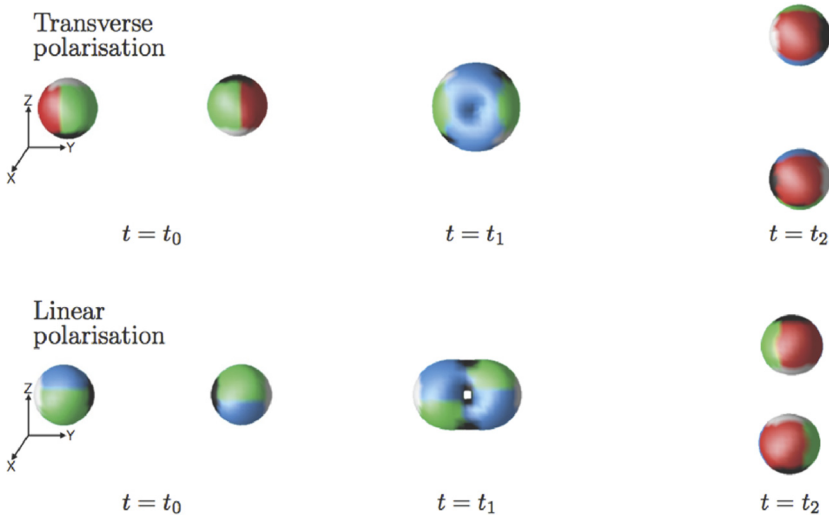 Transverse
polarisation
Z
Y
X
t = t₀
t = t₁
t = t₂
Linear
polarisation
Z
Y
X
t = t₀
t = t₁
t = t₂